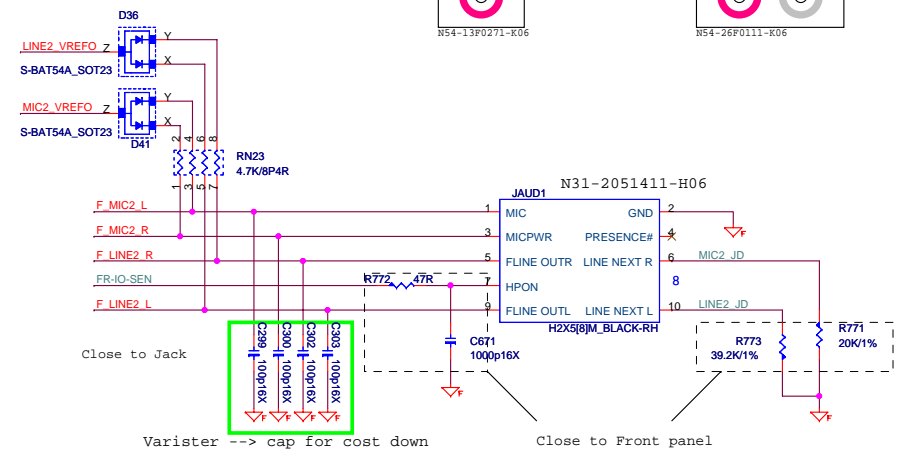 D36
N54-13F0271-K06
N54-26F0111-K06
LINE2_VREFO Z Y X
S-BAT54A_SOT23
MIC2_VREFO Z Y X
S-BAT54A_SOT23
D41
2 4 6 8
RN23
4.7K/8P4R
1 3 5 7
N31-2051411-H06
JAUD1
F_MIC2_L 1 MIC GND 2
F
F_MIC2_R 3 MICPWR PRESENCE# 4
F_LINE2_R 5 FLINE OUTR LINE NEXT R 6 MIC2_JD
FR-IO-SEN R772 47R 7 HPON 8
F_LINE2_L 9 FLINE OUTL LINE NEXT L 10 LINE2_JD
H2X5[8]M_BLACK-RH
C299 100p16X
C300 100p16X
C302 100p16X
C303 100p16X
C671
1000p16X
R773
39.2K/1%
R771
20K/1%
Close to Jack
F F F F
F
F
Varister --> cap for cost down
Close to Front panel